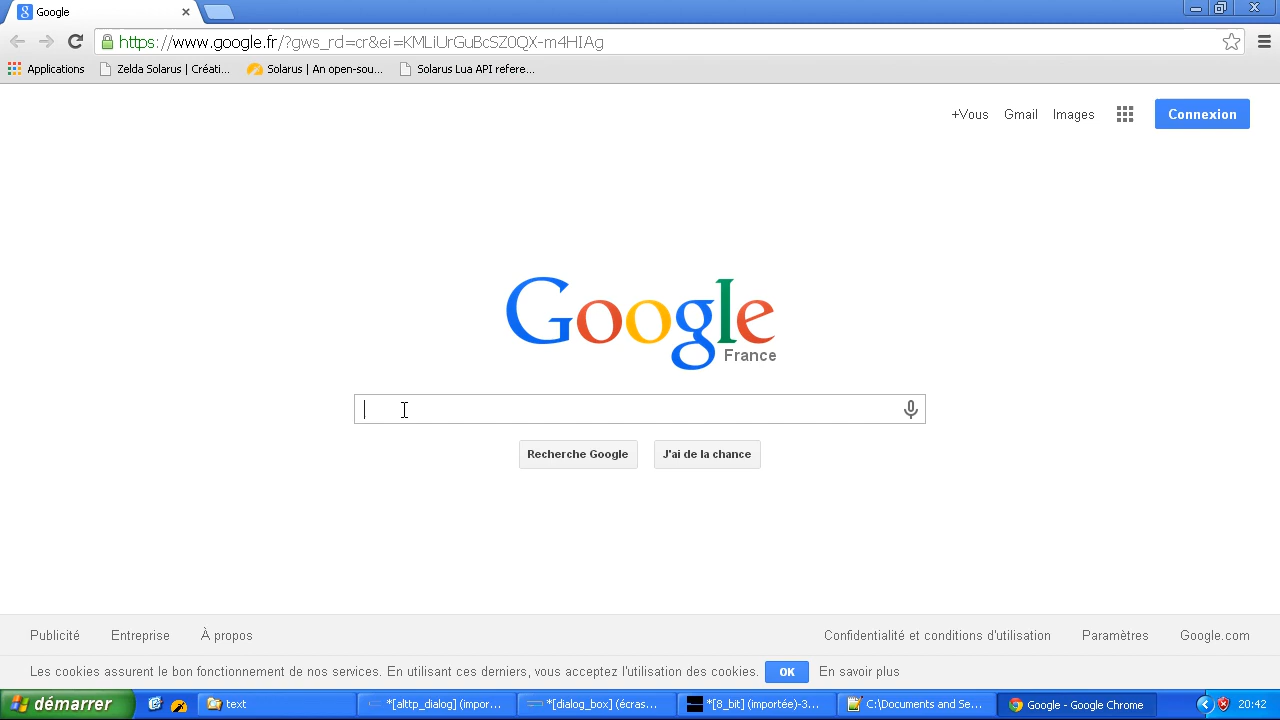 Google
https://www.google.fr/?gws_rd=cr&ei=KMLiUrGuBcSZ0QX-m4HIAg
Applications Zelda Solarus | Créati... Solarus | An open-sou... Solarus Lua API refere...
+Vous Gmail Images Connexion
Google
France
Recherche Google J'ai de la chance
Publicité Entreprise À propos Confidentialité et conditions d'utilisation Paramètres Google.com
Les cookies assurent le bon fonctionnement de nos services. En utilisant ces derniers, vous acceptez l'utilisation des cookies. OK En savoir plus
démarrer text *[alttp_dialog] (impor... *[dialog_box] (écras... *[8_bit] (importée)-3... C:\Documents and Se... Google - Google Chrome 20:42